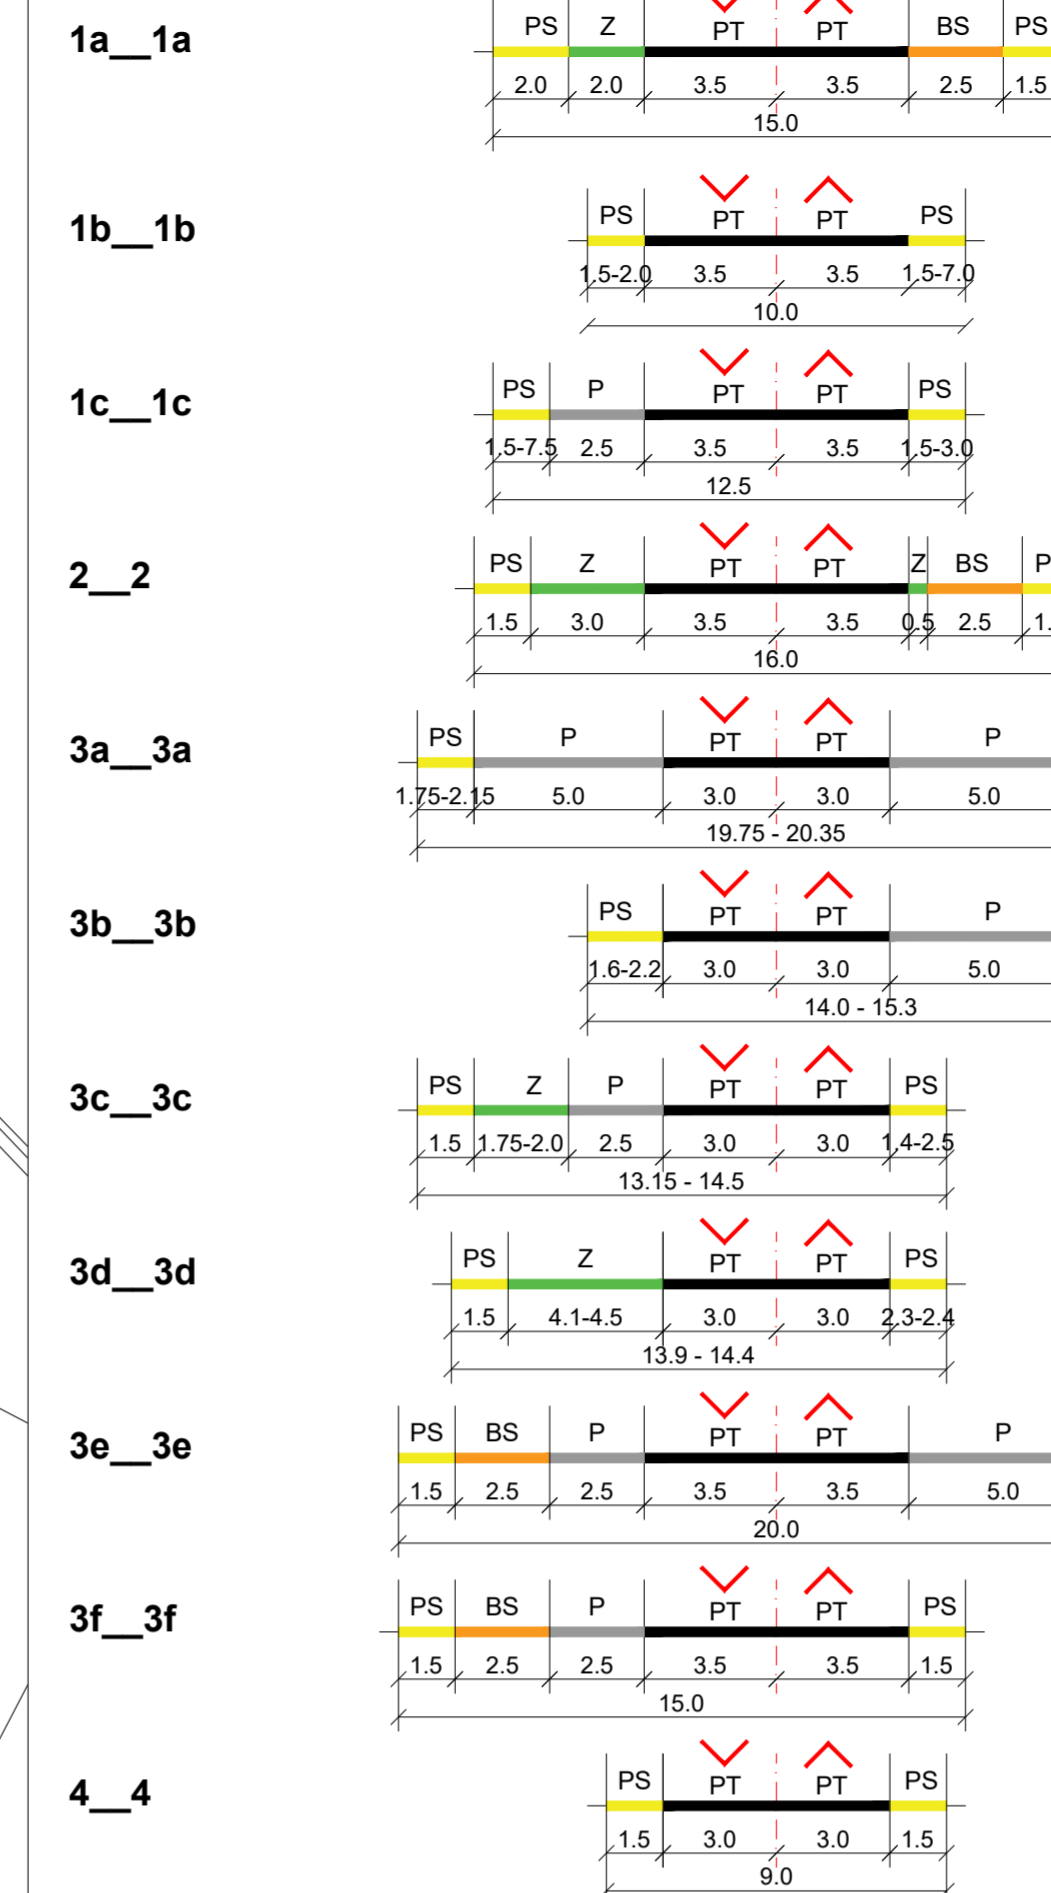 1a__1a
PS Z PT PT BS PS
2.0 2.0 3.5 3.5 2.5 1.5
15.0
1b__1b
PS PT PT PS
1.5-2.0 3.5 3.5 1.5-7.0
10.0
1c__1c
PS P PT PT PS
1.5-7.5 2.5 3.5 3.5 1.5-3.0
12.5
2__2
PS Z PT PT Z BS
1.5 3.0 3.5 3.5 0.5 2.5
16.0
3a__3a
PS P PT PT P
1.75-2.15 5.0 3.0 3.0 5.0
19.75 - 20.35
3b__3b
PS PT PT P
1.6-2.2 3.0 3.0 5.0
14.0 - 15.3
3c__3c
PS Z P PT PT PS
1.5 1.75-2.0 2.5 3.0 3.0 1.4-2.5
13.15 - 14.5
3d__3d
PS Z PT PT PS
1.5 4.1-4.5 3.0 3.0 2.3-2.4
13.9 - 14.4
3e__3e
PS BS P PT PT P
1.5 2.5 2.5 3.5 3.5 5.0
20.0
3f__3f
PS BS P PT PT PS
1.5 2.5 2.5 3.5 3.5 1.5
15.0
4__4
PS PT PT PS
1.5 3.0 3.0 1.5
9.0